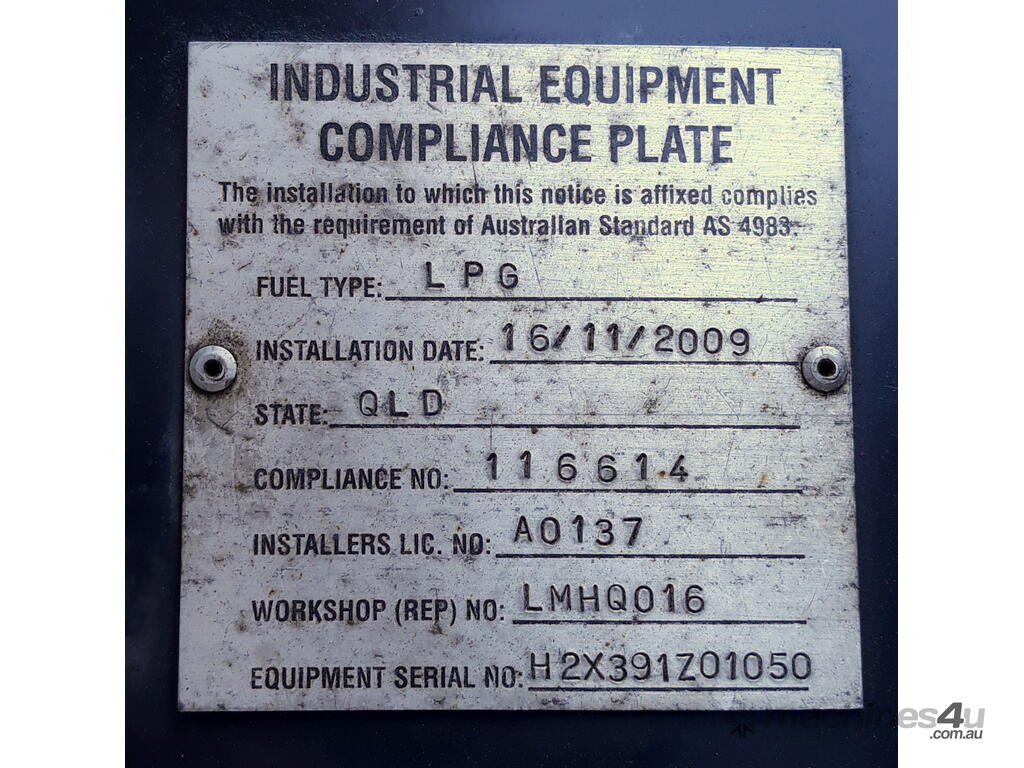 INDUSTRIAL EQUIPMENT
COMPLIANCE PLATE
The installation to which this notice is affixed complies
with the requirement of Australian Standard AS 4983.
FUEL TYPE: LPG
INSTALLATION DATE: 16/11/2009
STATE: QLD
COMPLIANCE NO: 116614
INSTALLERS LIC. NO: A0137
WORKSHOP (REP) NO: LMHQ016
EQUIPMENT SERIAL NO: H2X391Z01050
machines4u
.com.au